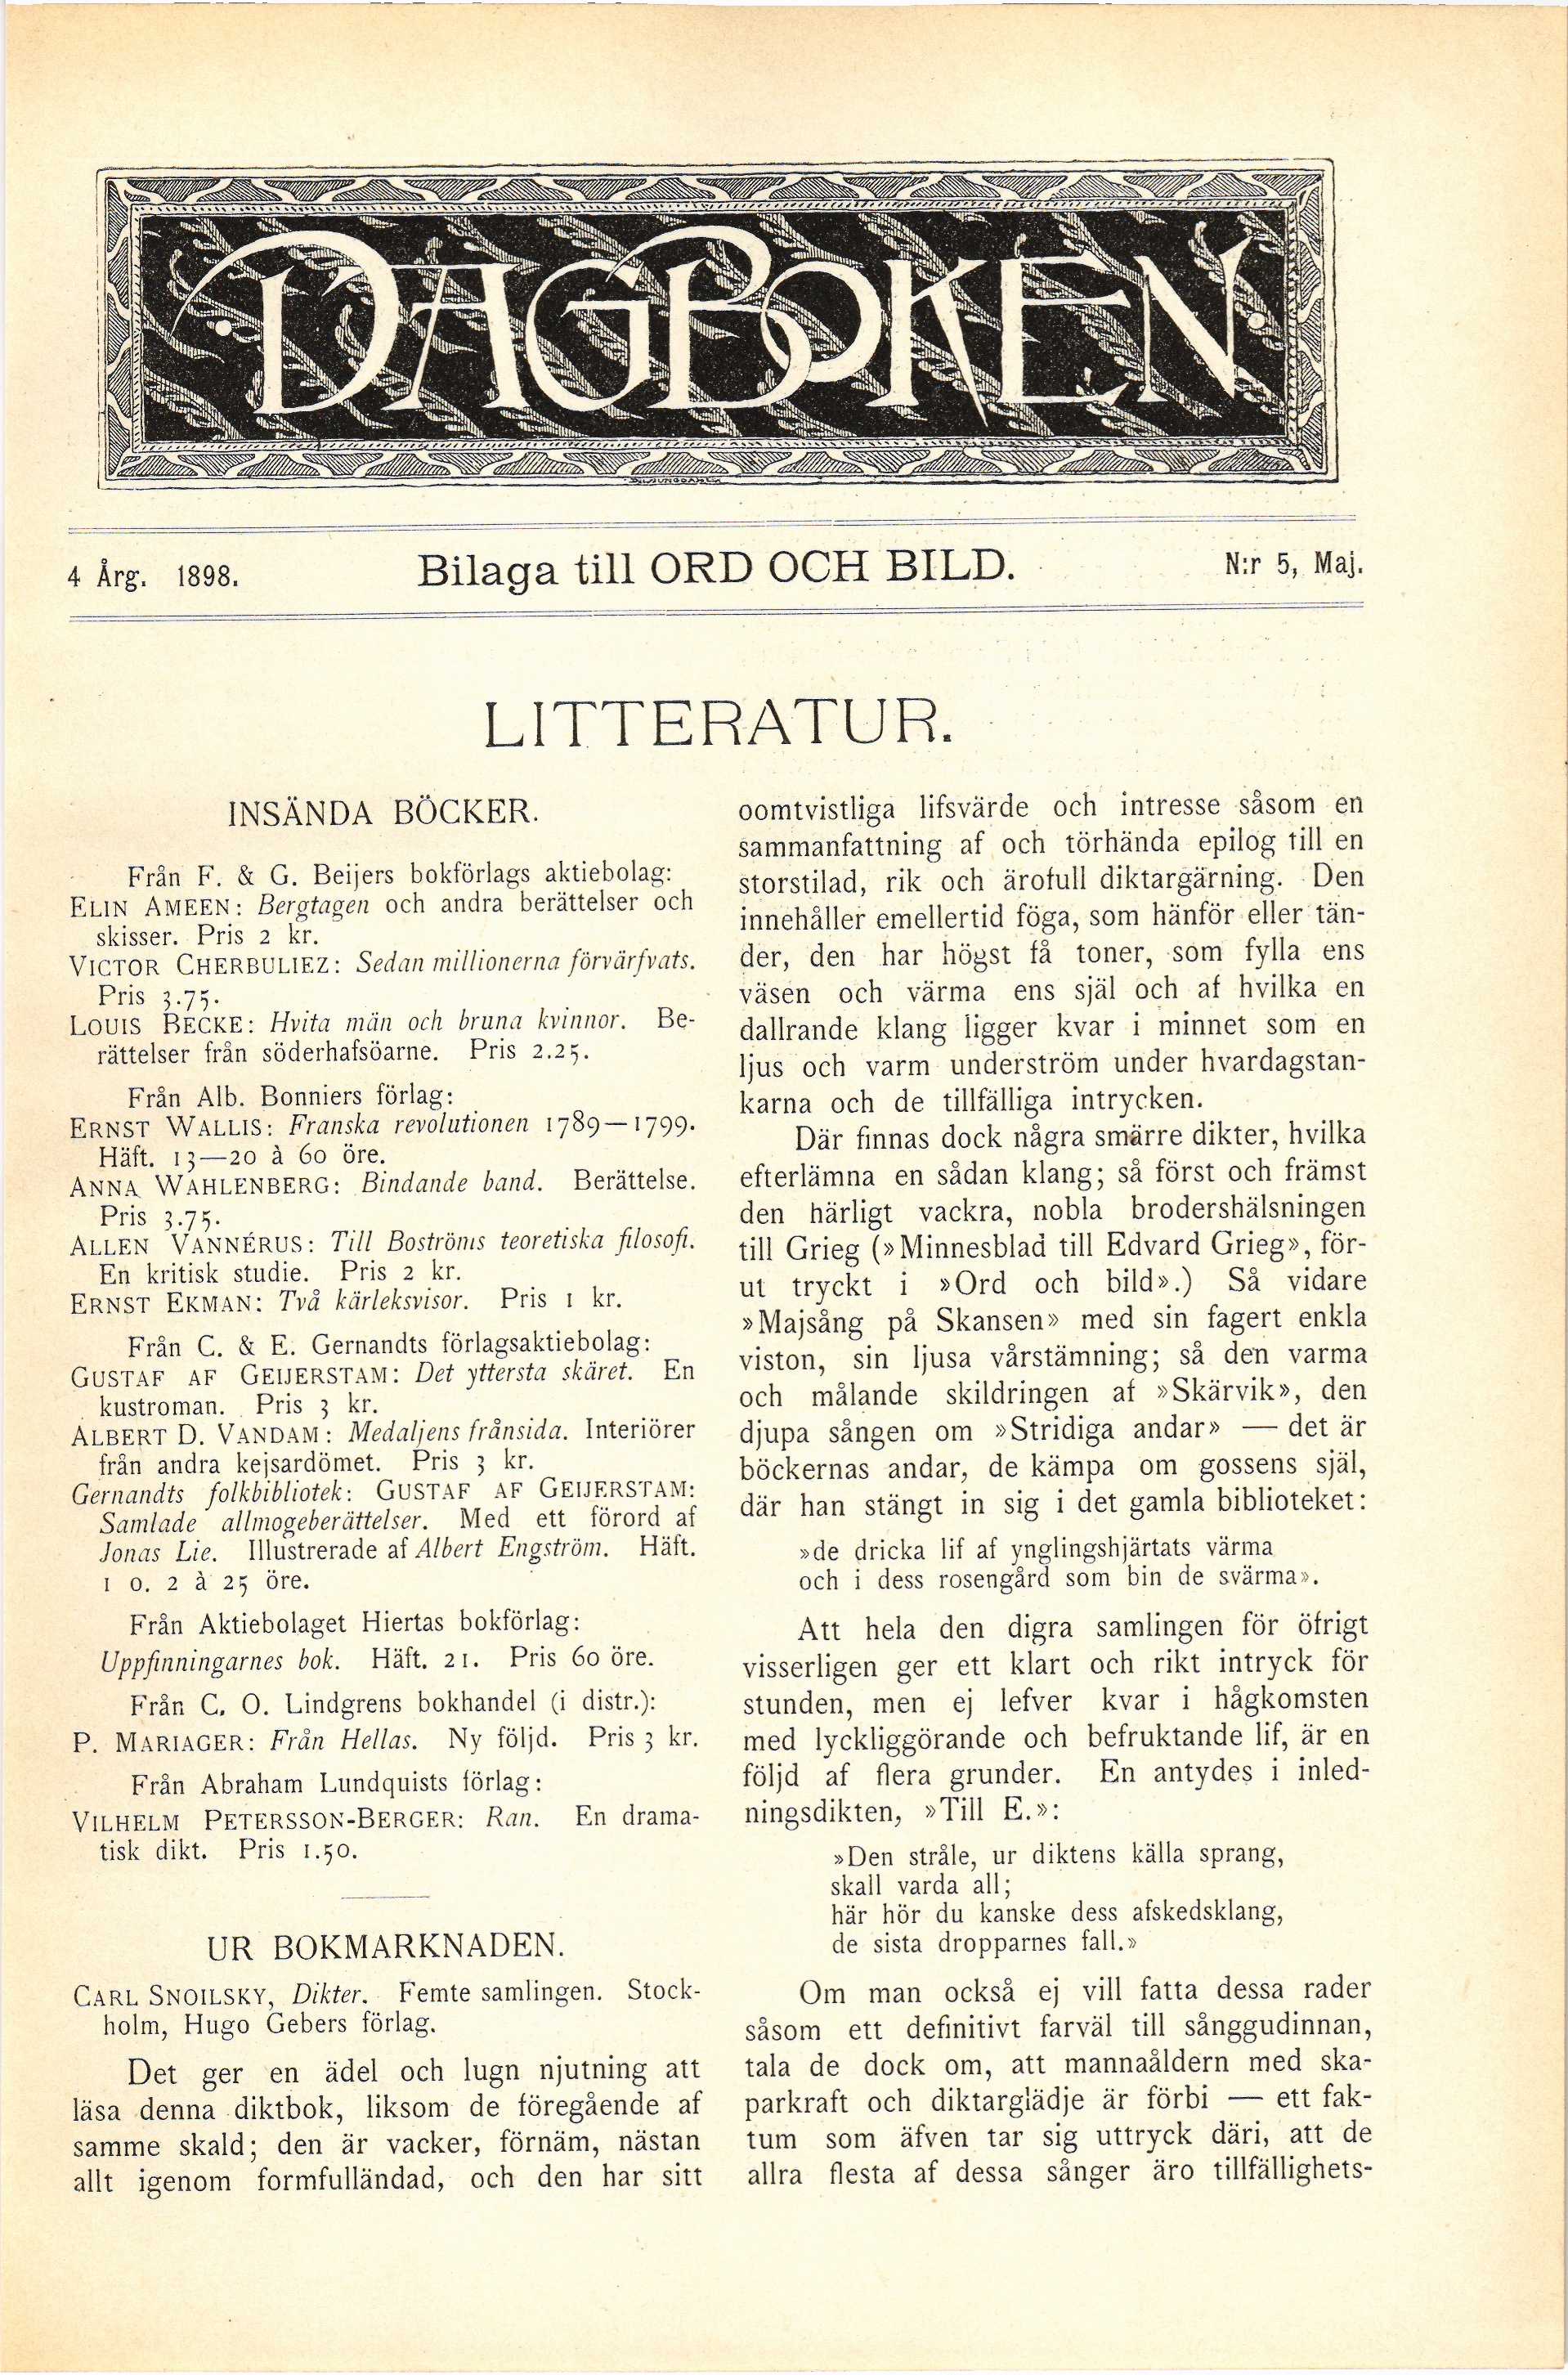 DAGBOKEN
4 Årg. 1898.
Bilaga till ORD OCH BILD.
N:r 5, Maj.
LITTERATUR.
INSÄNDA BÖCKER.
Från F. & G. Beijers bokförlags aktiebolag:
ELIN AMEEN: Bergtagen och andra berättelser och
skisser. Pris 2 kr.
VICTOR CHERBULIEZ: Sedan millionerna förvärfvats.
Pris 3.75.
LOUIS BECKE: Hvita män och bruna kvinnor. Be-
rättelser från söderhafsöarne. Pris 2.25.
Från Alb. Bonniers förlag:
ERNST WALLIS: Franska revolutionen 1789—1799.
Häft. 13—20 à 60 öre.
ANNA WAHLENBERG: Bindande band. Berättelse.
Pris 3.75.
ALLEN VANNÉRUS: Till Boströms teoretiska filosofi.
En kritisk studie. Pris 2 kr.
ERNST EKMAN: Två kärleksvisor. Pris 1 kr.
Från C. & E. Gernandts förlagsaktiebolag:
GUSTAF AF GEIJERSTAM: Det yttersta skäret. En
kustroman. Pris 3 kr.
ALBERT D. VANDAM: Medaljens frånsida. Interiörer
från andra kejsardömet. Pris 3 kr.
Gernandts folkbibliotek: GUSTAF AF GEIJERSTAM:
Samlade allmogeberättelser. Med ett förord af
Jonas Lie. Illustrerade af Albert Engström. Häft.
1 o. 2 à 25 öre.
Från Aktiebolaget Hiertas bokförlag:
Uppfinningarnes bok. Häft. 21. Pris 60 öre.
Från C. O. Lindgrens bokhandel (i distr.):
P. MARIAGER: Från Hellas. Ny följd. Pris 3 kr.
Från Abraham Lundquists förlag:
VILHELM PETERSSON-BERGER: Ran. En drama-
tisk dikt. Pris 1.50.
UR BOKMARKNADEN.
CARL SNOILSKY, Dikter. Femte samlingen. Stock-
holm, Hugo Gebers förlag.
Det ger en ädel och lugn njutning att
läsa denna diktbok, liksom de föregående af
samme skald; den är vacker, förnäm, nästan
allt igenom formfulländad, och den har sitt
oomtvistliga lifsvärde och intresse såsom en
sammanfattning af och törhända epilog till en
storstilad, rik och ärofull diktargärning. Den
innehåller emellertid föga, som hänför eller tän-
der, den har högst få toner, som fylla ens
väsen och värma ens själ och af hvilka en
dallrande klang ligger kvar i minnet som en
ljus och varm underström under hvardagstan-
karna och de tillfälliga intrycken.
Där finnas dock några smärre dikter, hvilka
efterlämna en sådan klang; så först och främst
den härligt vackra, nobla brodershälsningen
till Grieg (»Minnesblad till Edvard Grieg», för-
ut tryckt i »Ord och bild».) Så vidare
»Majsång på Skansen» med sin fagert enkla
viston, sin ljusa vårstämning; så den varma
och målande skildringen af »Skärvik», den
djupa sången om »Stridiga andar» — det är
böckernas andar, de kämpa om gossens själ,
där han stängt in sig i det gamla biblioteket:
»de dricka lif af ynglingshjärtats värma
och i dess rosengård som bin de svärma».
Att hela den digra samlingen för öfrigt
visserligen ger ett klart och rikt intryck för
stunden, men ej lefver kvar i hågkomsten
med lyckliggörande och befruktande lif, är en
följd af flera grunder. En antydes i inled-
ningsdikten, »Till E.»:
»Den stråle, ur diktens källa sprang,
skall varda all;
här hör du kanske dess afskedsklang,
de sista dropparnes fall.»
Om man också ej vill fatta dessa rader
såsom ett definitivt farväl till sånggudinnan,
tala de dock om, att mannaåldern med ska-
parkraft och diktarglädje är förbi — ett fak-
tum som äfven tar sig uttryck däri, att de
allra flesta af dessa sånger äro tillfällighets-